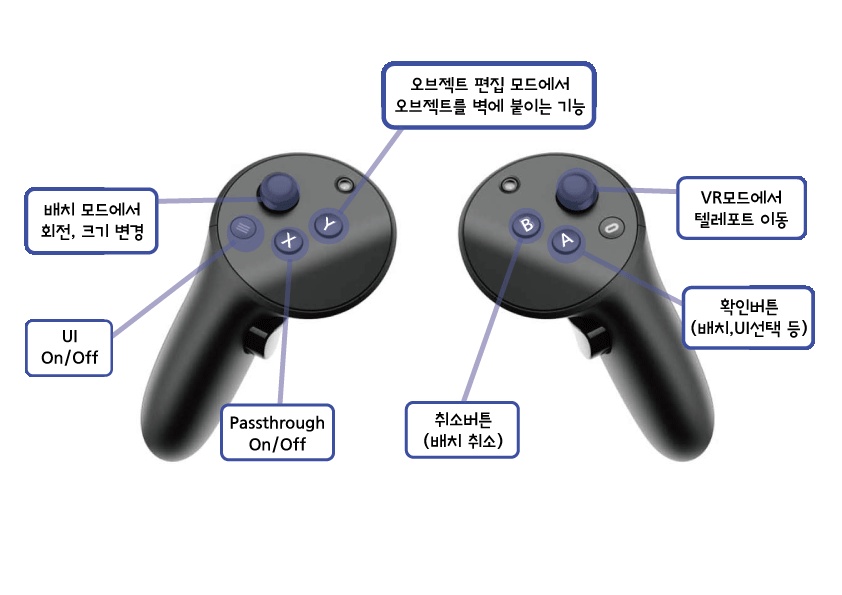 오브젝트 편집 모드에서
오브젝트를 벽에 붙이는 기능
배치 모드에서
회전, 크기 변경
VR모드에서
텔레포트 이동
Y
X
B
A
UI
On/Off
확인버튼
(배치,UI선택 등)
Passthrough
On/Off
취소버튼
(배치 취소)